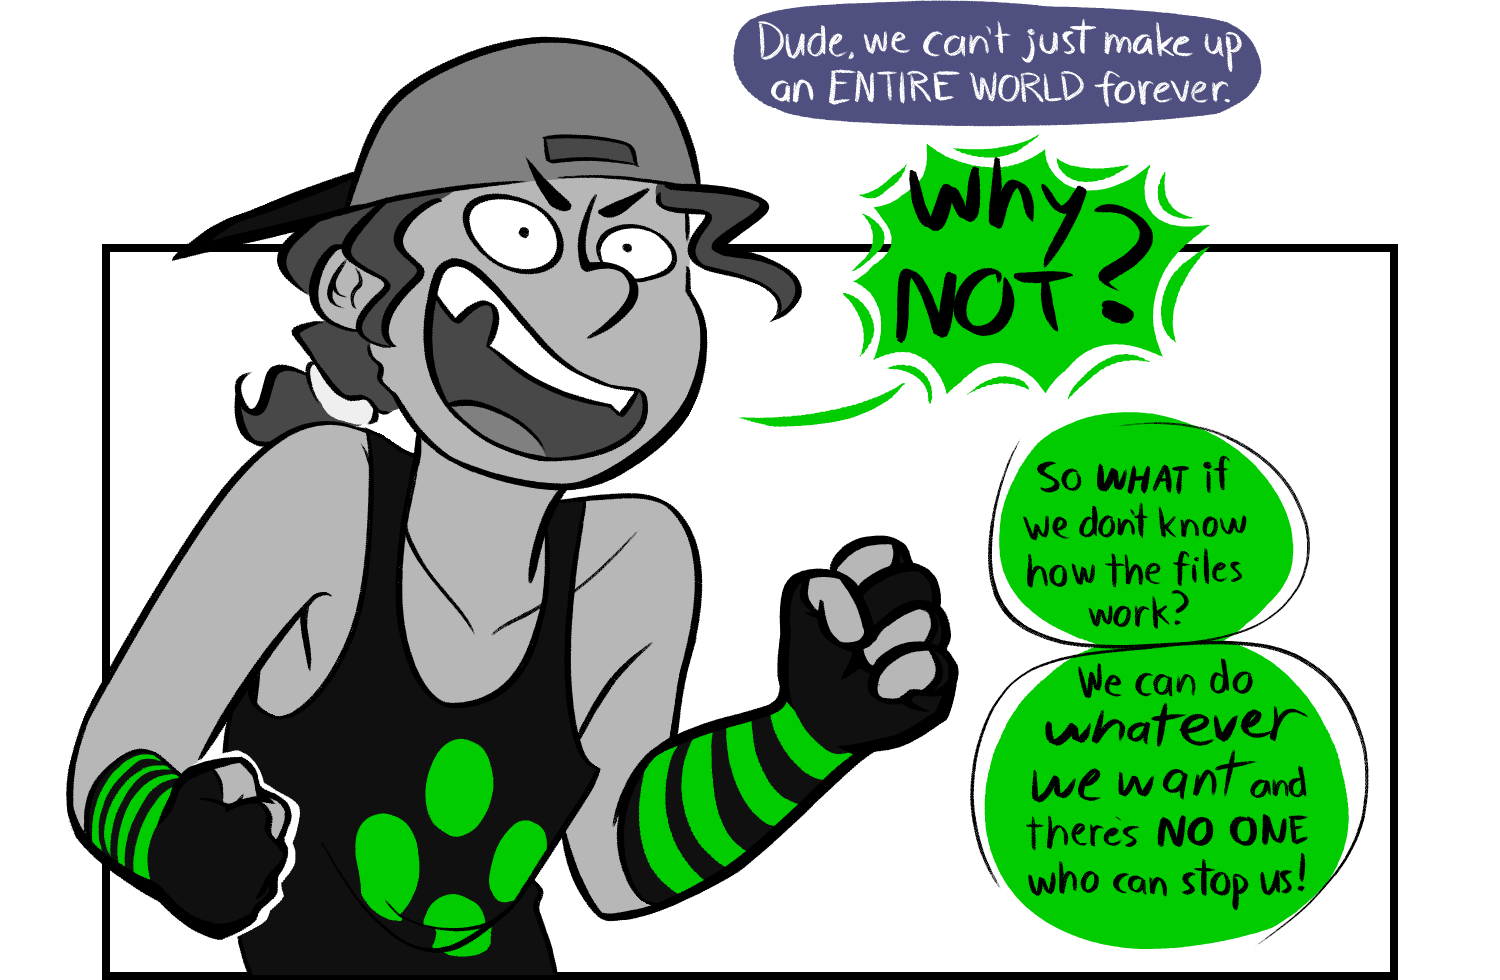 Dude, we can't just make up
an ENTIRE WORLD forever.
Why
NOT?
So WHAT if
we don't know
how the files
work?
We can do
whatever
we want and
there's NO ONE
who can stop us!